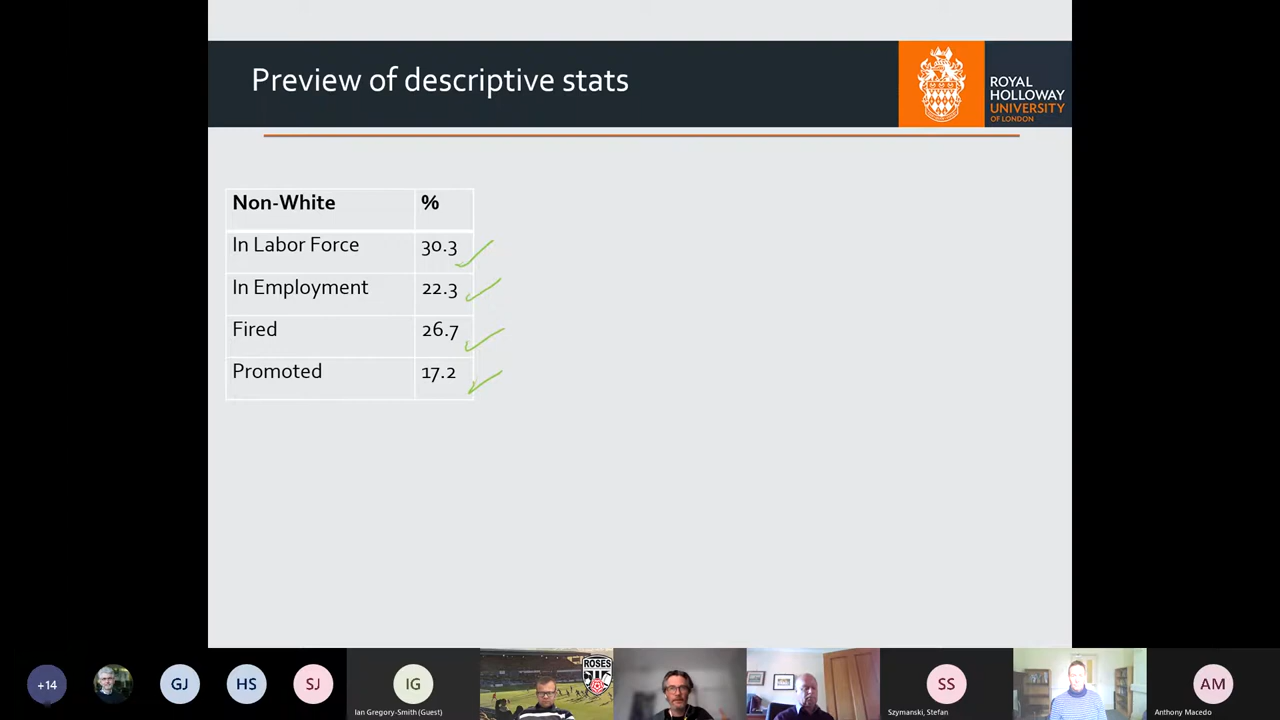 Preview of descriptive stats
ROYAL
HOLLOWAY
UNIVERSITY
OF LONDON
Non-White %
In Labor Force 30.3
In Employment 22.3
Fired 26.7
Promoted 17.2
+14
GJ
HS
SJ
IG
Ian Gregory-Smith (Guest)
ROSES
SS
Szymanski, Stefan
AM
Anthony Macedo